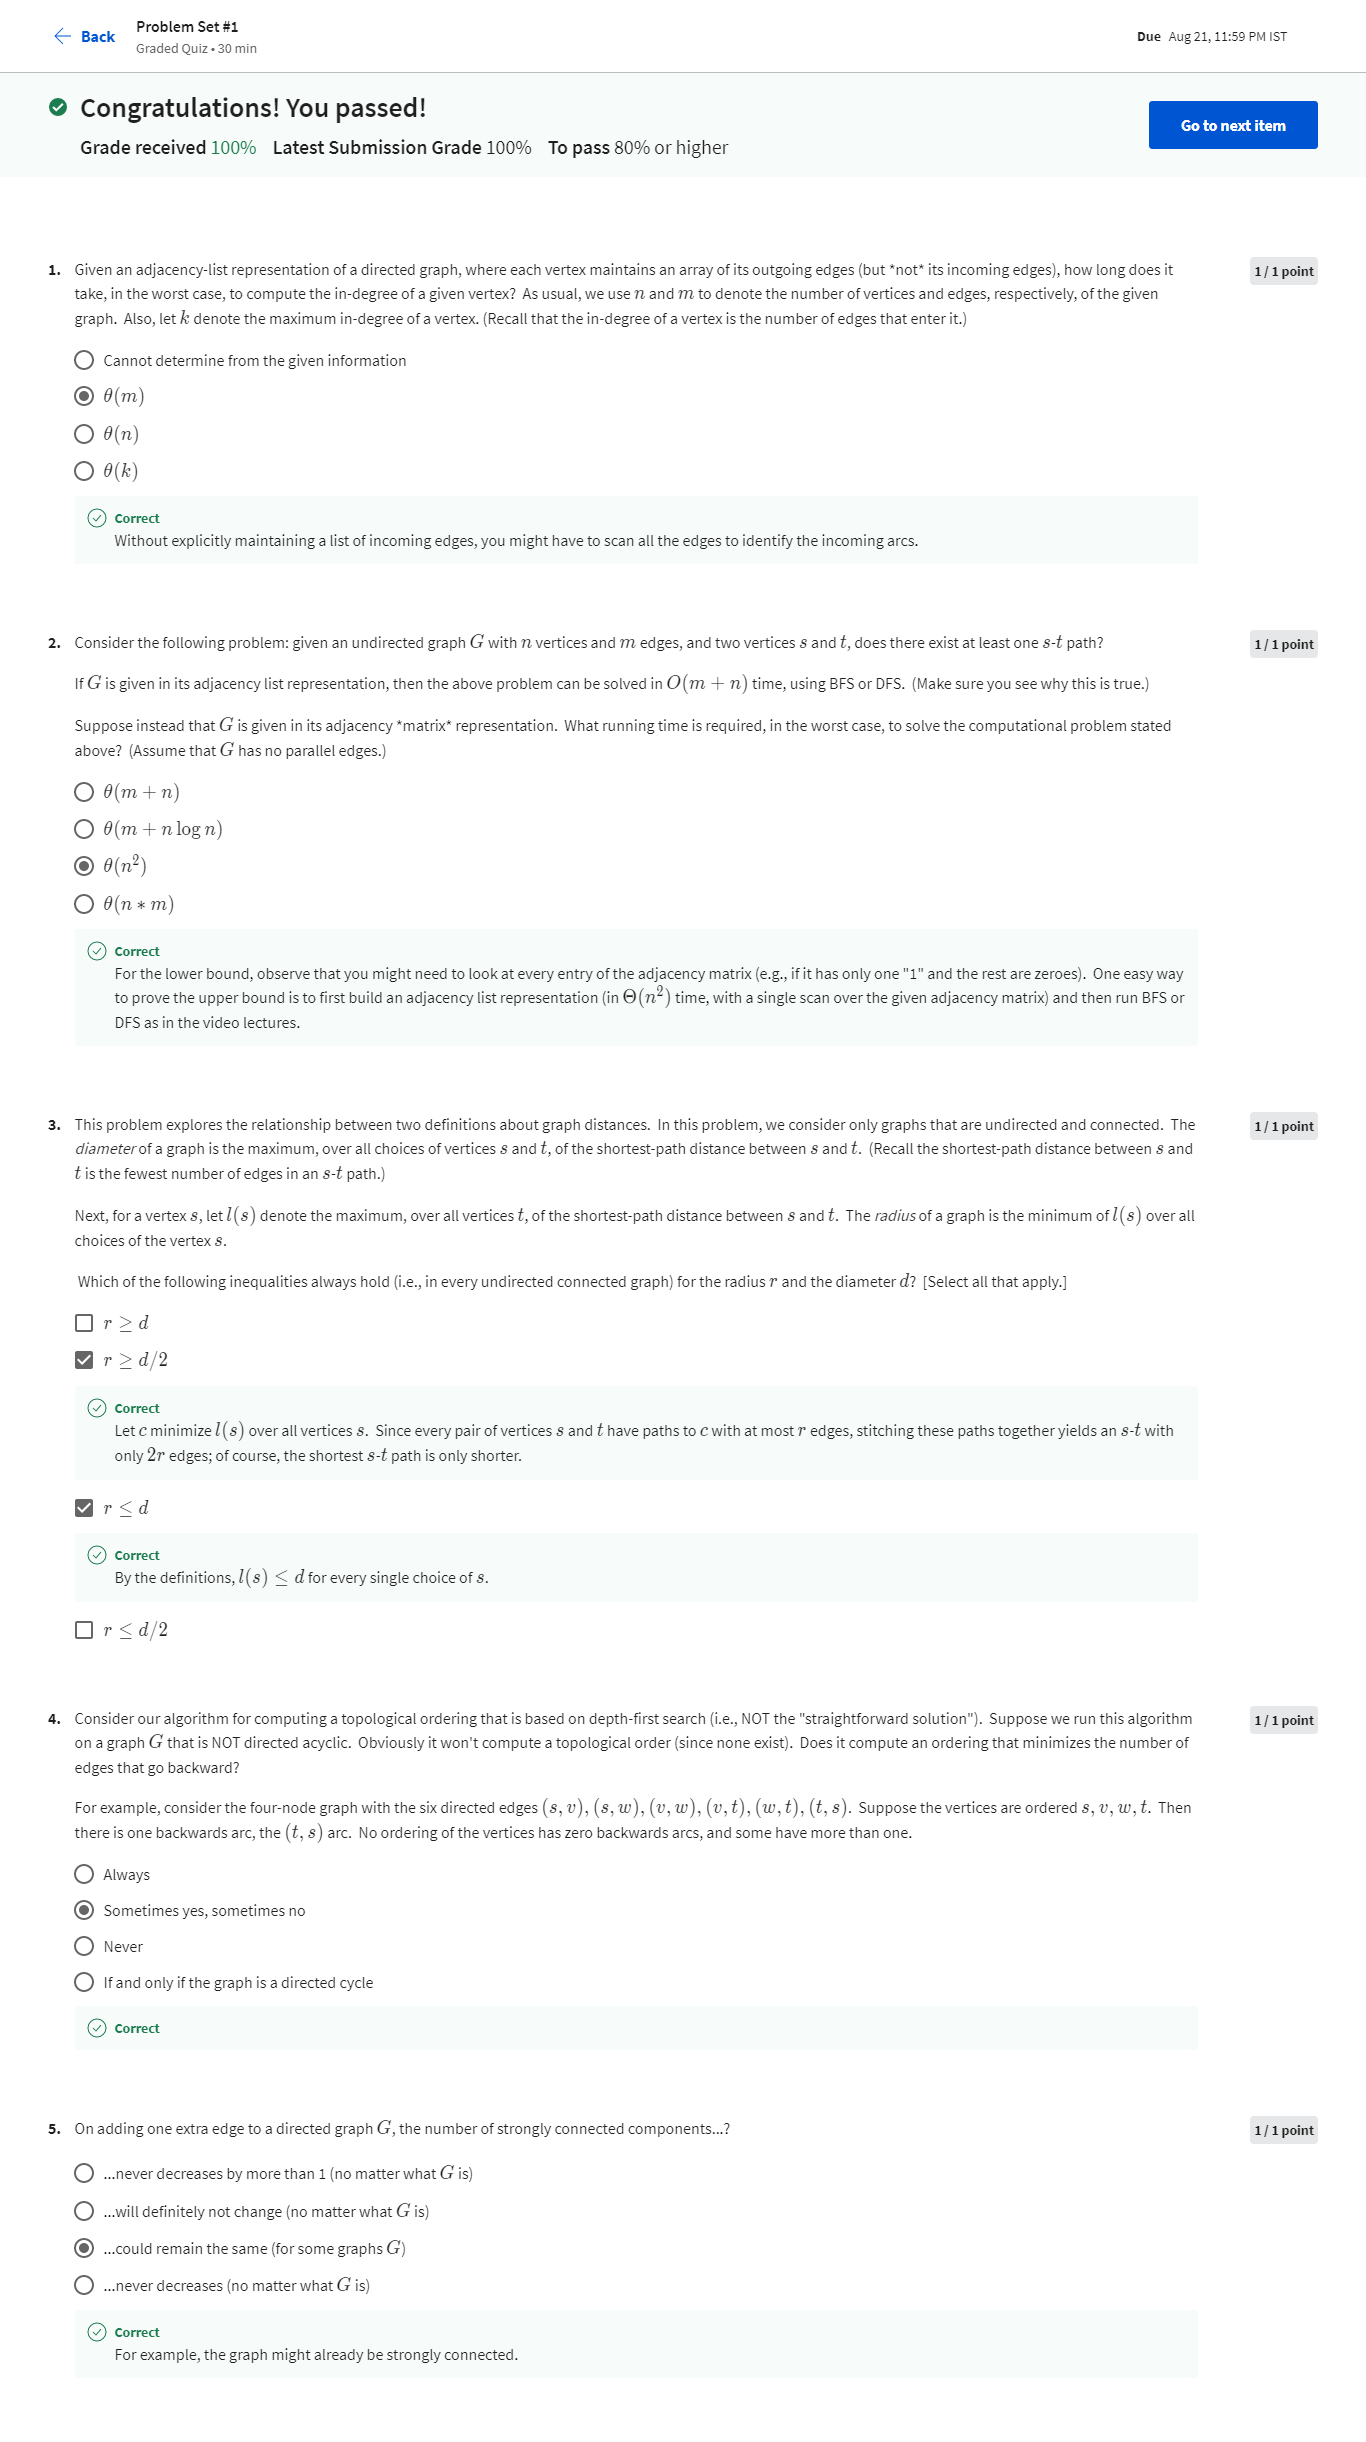 Back
Problem Set #1
Graded Quiz • 30 min
Due Aug 21, 11:59 PM IST
Congratulations! You passed!
Grade received 100% Latest Submission Grade 100% To pass 80% or higher
Go to next item
1. Given an adjacency-list representation of a directed graph, where each vertex maintains an array of its outgoing edges (but *not* its incoming edges), how long does it
take, in the worst case, to compute the in-degree of a given vertex? As usual, we use n and m to denote the number of vertices and edges, respectively, of the given
graph. Also, let k denote the maximum in-degree of a vertex. (Recall that the in-degree of a vertex is the number of edges that enter it.)
1 / 1 point
Cannot determine from the given information
θ(m)
θ(n)
θ(k)
Correct
Without explicitly maintaining a list of incoming edges, you might have to scan all the edges to identify the incoming arcs.
2. Consider the following problem: given an undirected graph G with n vertices and m edges, and two vertices s and t, does there exist at least one s-t path?
1 / 1 point
If G is given in its adjacency list representation, then the above problem can be solved in O(m + n) time, using BFS or DFS. (Make sure you see why this is true.)
Suppose instead that G is given in its adjacency *matrix* representation. What running time is required, in the worst case, to solve the computational problem stated
above? (Assume that G has no parallel edges.)
θ(m + n)
θ(m + n log n)
θ(n²)
θ(n * m)
Correct
For the lower bound, observe that you might need to look at every entry of the adjacency matrix (e.g., if it has only one "1" and the rest are zeroes). One easy way
to prove the upper bound is to first build an adjacency list representation (in Θ(n²) time, with a single scan over the given adjacency matrix) and then run BFS or
DFS as in the video lectures.
3. This problem explores the relationship between two definitions about graph distances. In this problem, we consider only graphs that are undirected and connected. The
diameter of a graph is the maximum, over all choices of vertices s and t, of the shortest-path distance between s and t. (Recall the shortest-path distance between s and
t is the fewest number of edges in an s-t path.)
1 / 1 point
Next, for a vertex s, let l(s) denote the maximum, over all vertices t, of the shortest-path distance between s and t. The radius of a graph is the minimum of l(s) over all
choices of the vertex s.
Which of the following inequalities always hold (i.e., in every undirected connected graph) for the radius r and the diameter d? [Select all that apply.]
r ≥ d
r ≥ d/2
Correct
Let c minimize l(s) over all vertices s. Since every pair of vertices s and t have paths to c with at most r edges, stitching these paths together yields an s-t with
only 2r edges; of course, the shortest s-t path is only shorter.
r ≤ d
Correct
By the definitions, l(s) ≤ d for every single choice of s.
r ≤ d/2
4. Consider our algorithm for computing a topological ordering that is based on depth-first search (i.e., NOT the "straightforward solution"). Suppose we run this algorithm
on a graph G that is NOT directed acyclic. Obviously it won't compute a topological order (since none exist). Does it compute an ordering that minimizes the number of
edges that go backward?
1 / 1 point
For example, consider the four-node graph with the six directed edges (s, v), (s, w), (v, w), (v, t), (w, t), (t, s). Suppose the vertices are ordered s, v, w, t. Then
there is one backwards arc, the (t, s) arc. No ordering of the vertices has zero backwards arcs, and some have more than one.
Always
Sometimes yes, sometimes no
Never
If and only if the graph is a directed cycle
Correct
5. On adding one extra edge to a directed graph G, the number of strongly connected components...?
1 / 1 point
...never decreases by more than 1 (no matter what G is)
...will definitely not change (no matter what G is)
...could remain the same (for some graphs G)
...never decreases (no matter what G is)
Correct
For example, the graph might already be strongly connected.